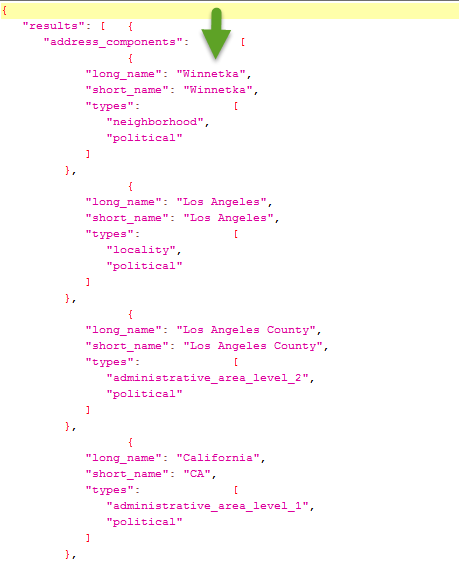 {
"results": [ {
"address_components": [
{
"long_name": "Winnetka",
"short_name": "Winnetka",
"types": [
"neighborhood",
"political"
]
},
{
"long_name": "Los Angeles",
"short_name": "Los Angeles",
"types": [
"locality",
"political"
]
},
{
"long_name": "Los Angeles County",
"short_name": "Los Angeles County",
"types": [
"administrative_area_level_2",
"political"
]
},
{
"long_name": "California",
"short_name": "CA",
"types": [
"administrative_area_level_1",
"political"
]
},